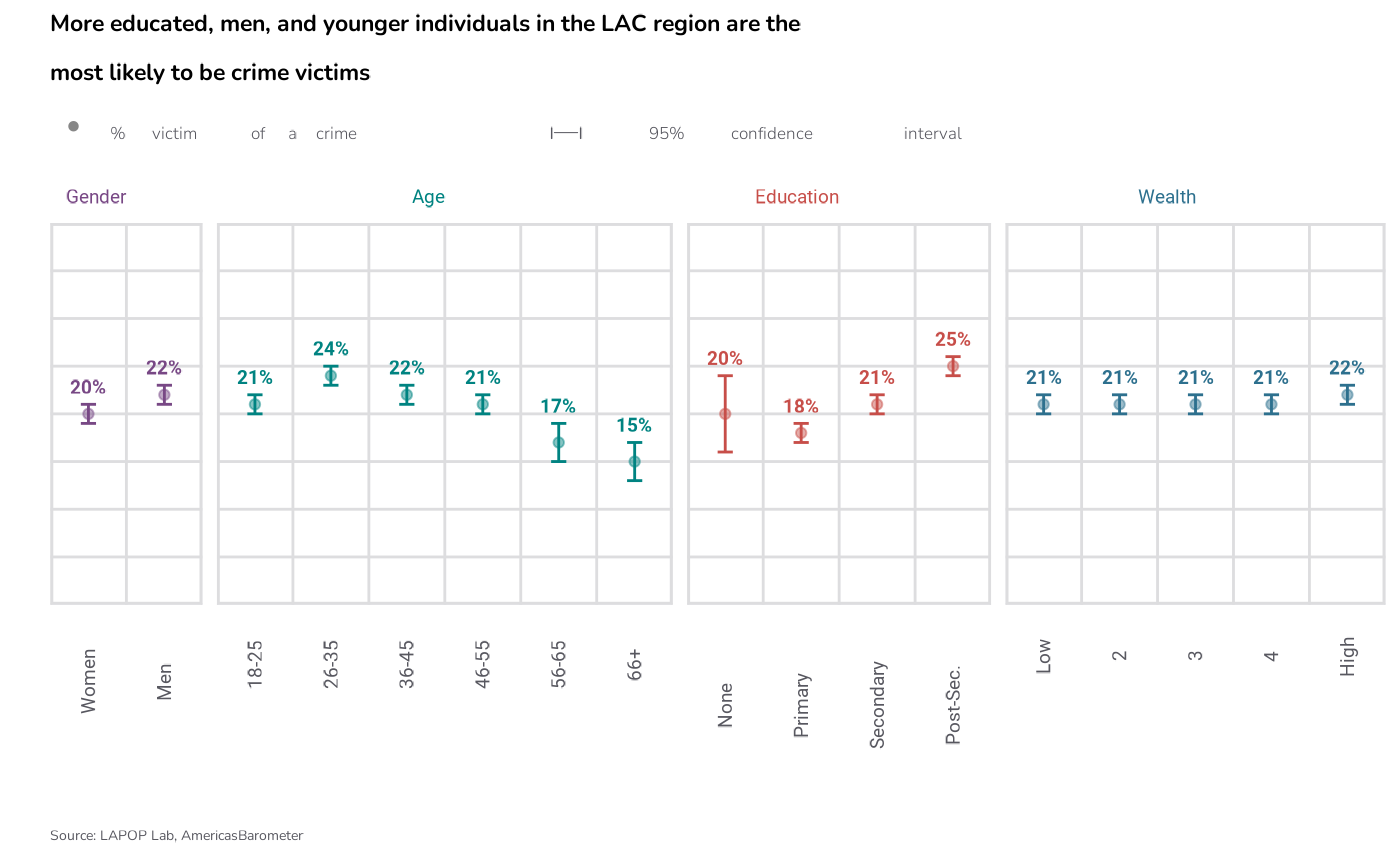 More educated, men, and younger individuals in the LAC region are the
most likely to be crime victims
% victim of a crime 95% confidence interval
Gender Age Education Wealth
20% 22% 21% 24% 22% 21% 17% 15% 20% 18% 21% 25% 21% 21% 21% 21% 22%
Women Men 18-25 26-35 36-45 46-55 56-65 66+ None Primary Secondary Post-Sec. Low 2 3 4 High
Source: LAPOP Lab, AmericasBarometer